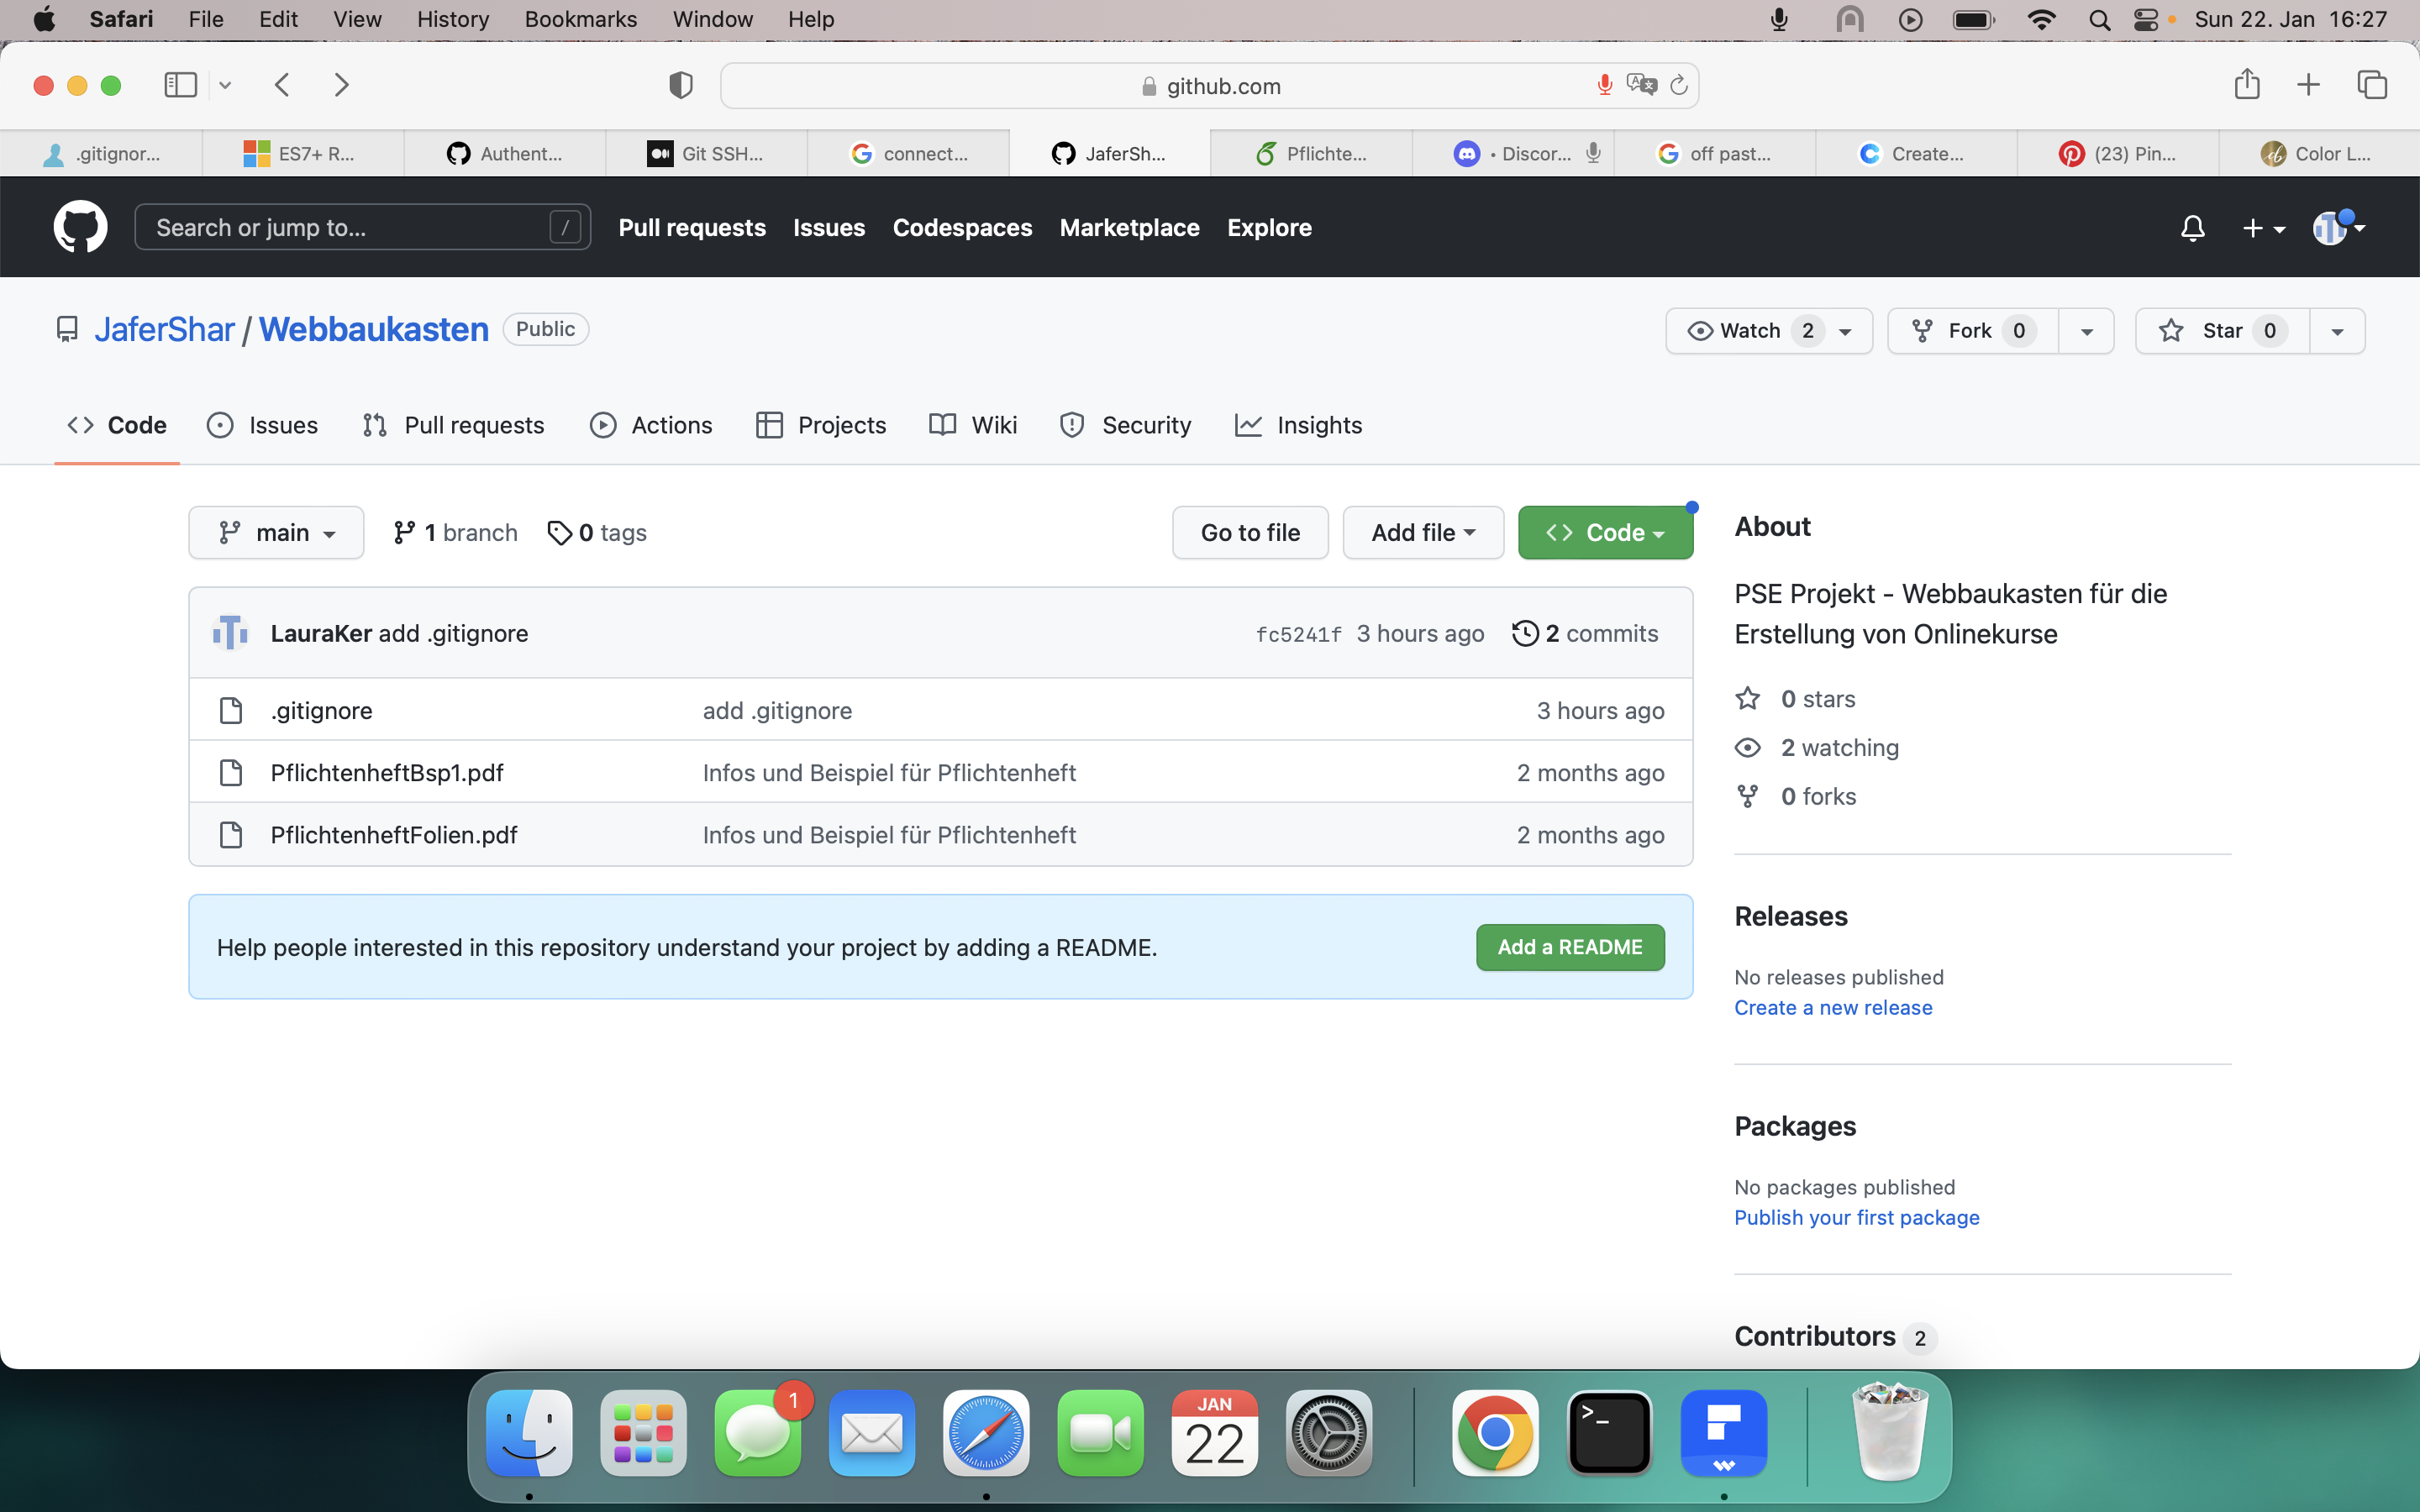 Safari File Edit View History Bookmarks Window Help Sun 22. Jan 16:27
github.com
.gitignor... ES7+ R... Authent... Git SSH... connect... JaferSh... Pflichte... • Discor... off past... Create... (23) Pin... Color L...
Search or jump to... / Pull requests Issues Codespaces Marketplace Explore
JaferShar / Webbaukasten Public Watch 2 Fork 0 Star 0
Code Issues Pull requests Actions Projects Wiki Security Insights
main 1 branch 0 tags Go to file Add file Code
LauraKer add .gitignore fc5241f 3 hours ago 2 commits
.gitignore add .gitignore 3 hours ago
PflichtenheftBsp1.pdf Infos und Beispiel für Pflichtenheft 2 months ago
PflichtenheftFolien.pdf Infos und Beispiel für Pflichtenheft 2 months ago
Help people interested in this repository understand your project by adding a README. Add a README
About
PSE Projekt - Webbaukasten für die
Erstellung von Onlinekurse
0 stars
2 watching
0 forks
Releases
No releases published
Create a new release
Packages
No packages published
Publish your first package
Contributors 2
1
JAN
22
>_